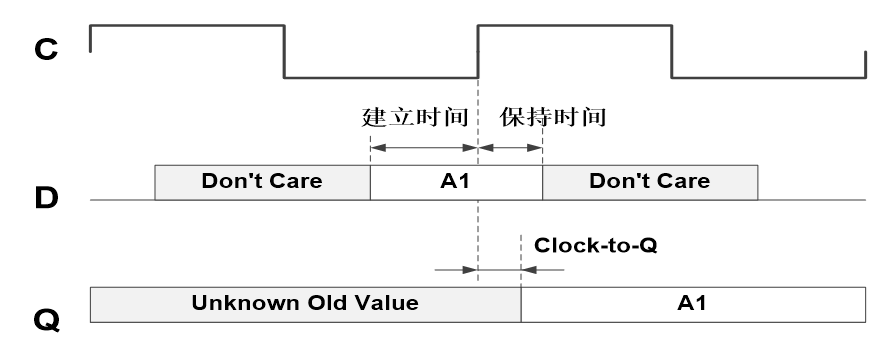 C
建立时间 保持时间
D Don't Care A1 Don't Care
Clock-to-Q
Q Unknown Old Value A1